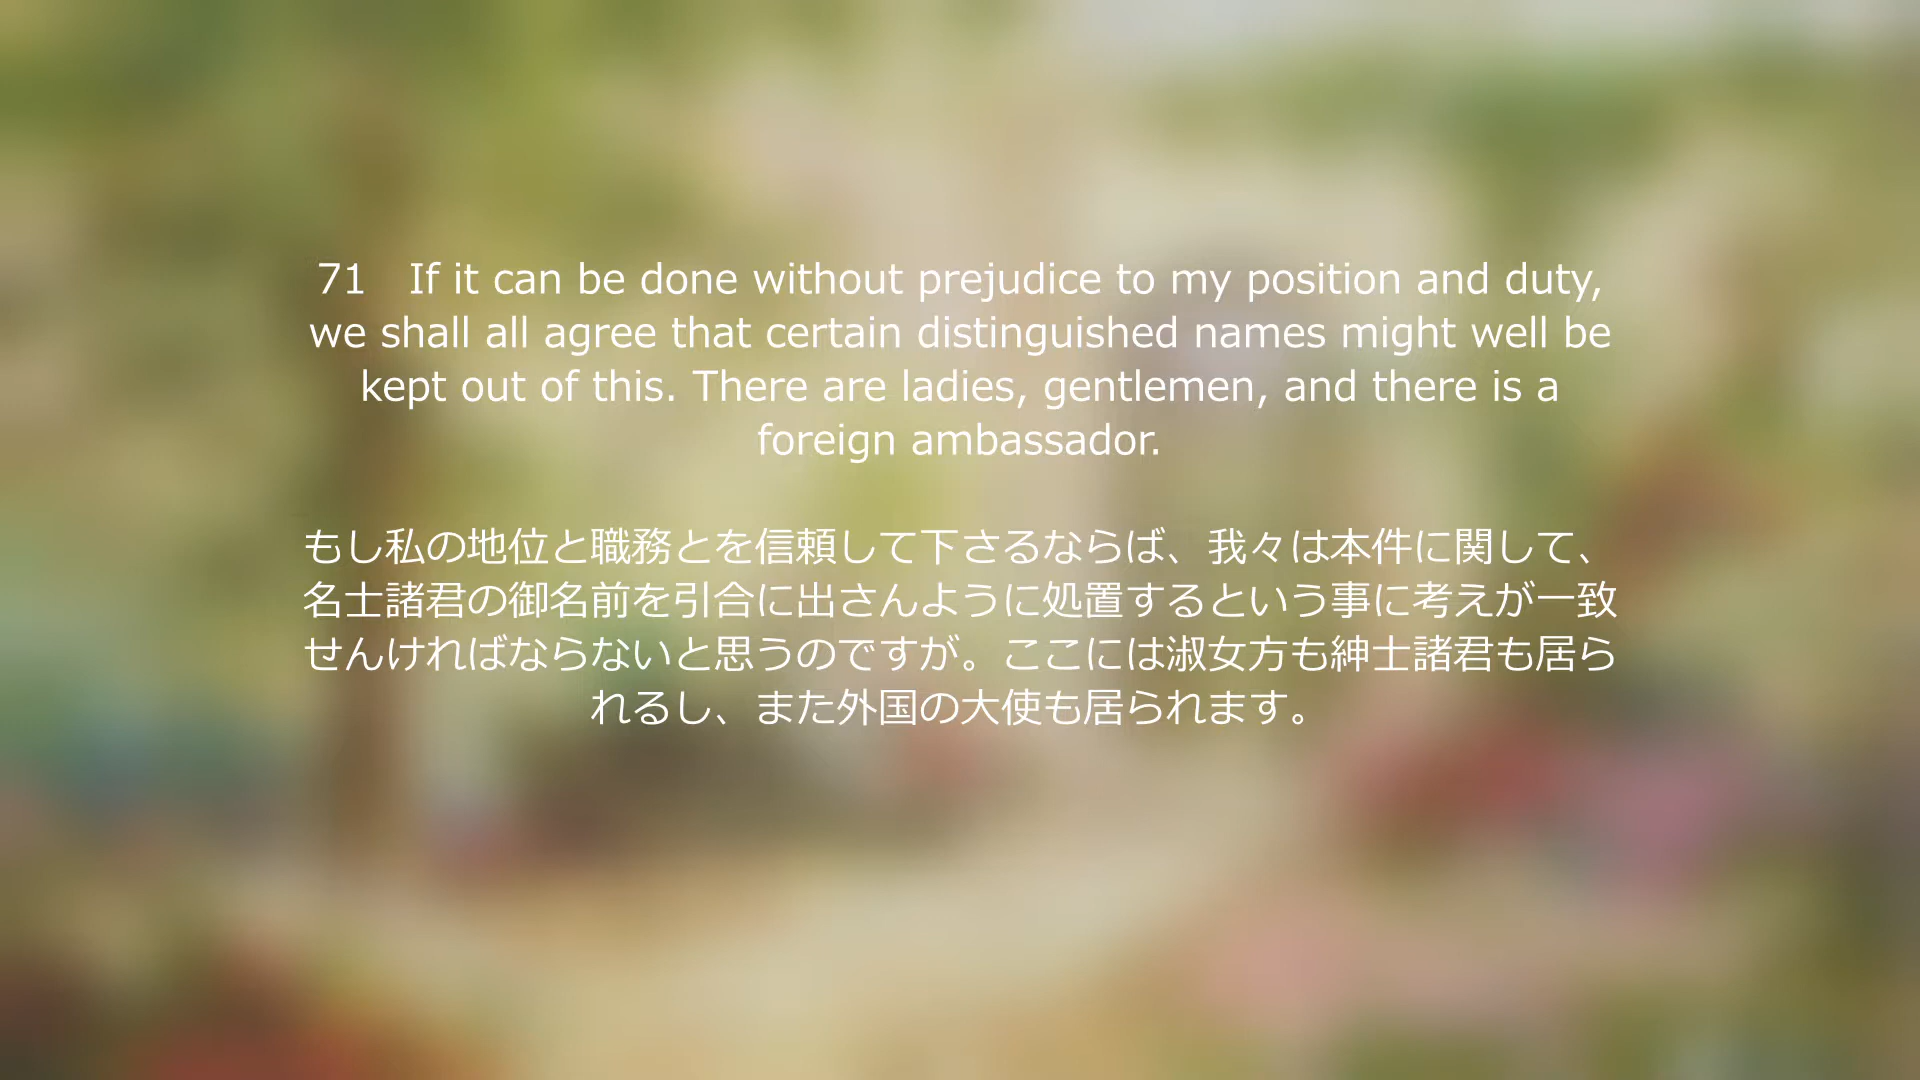 71　If it can be done without prejudice to my position and duty,
we shall all agree that certain distinguished names might well be
kept out of this. There are ladies, gentlemen, and there is a
foreign ambassador.
もし私の地位と職務とを信頼して下さるならば、我々は本件に関して、
名士諸君の御名前を引合に出さんように処置するという事に考えが一致
せんければならないと思うのですが。ここには淑女方も紳士諸君も居ら
れるし、また外国の大使も居られます。